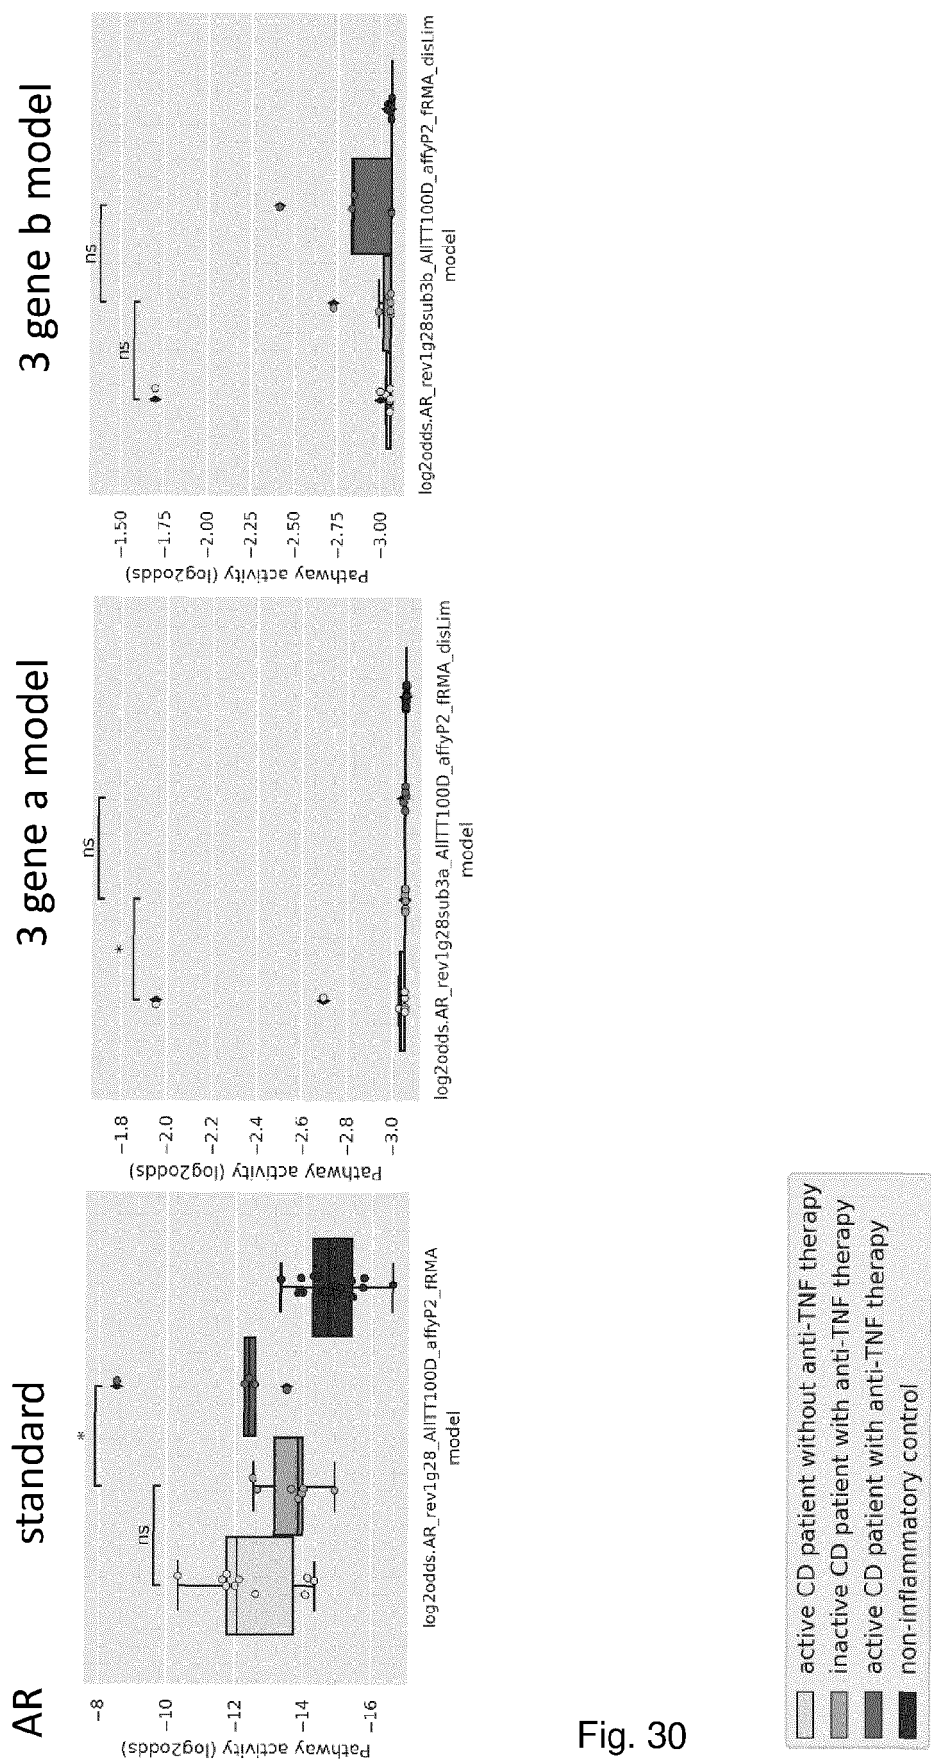 AR
standard
3 gene a model
3 gene b model
Pathway activity (log2odds)
−8
−10
−12
−14
−16
ns
*
log2odds.AR_rev1g28_AllTT100D_affyP2_fRMA
model
Pathway activity (log2odds)
−1.8
−2.0
−2.2
−2.4
−2.6
−2.8
−3.0
*
ns
log2odds.AR_rev1g28sub3a_AllTT100D_affyP2_fRMA_disLim
model
Pathway activity (log2odds)
−1.50
−1.75
−2.00
−2.25
−2.50
−2.75
−3.00
ns
ns
log2odds.AR_rev1g28sub3b_AllTT100D_affyP2_fRMA_disLim
model
Fig. 30
active CD patient without anti-TNF therapy
inactive CD patient with anti-TNF therapy
active CD patient with anti-TNF therapy
non-inflammatory control